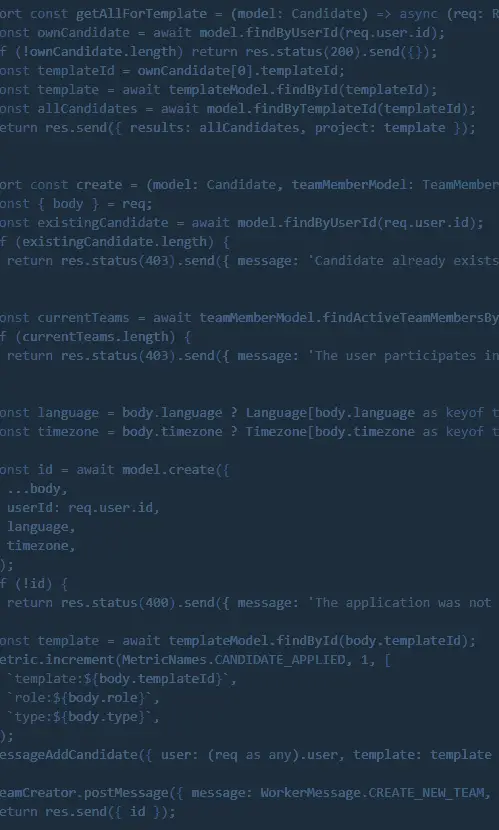 ort const getAllForTemplate = (model: Candidate) => async (req: R
onst ownCandidate = await model.findByUserId(req.user.id);
f (!ownCandidate.length) return res.status(200).send({});
onst templateId = ownCandidate[0].templateId;
onst template = await templateModel.findById(templateId);
onst allCandidates = await model.findByTemplateId(templateId);
eturn res.send({ results: allCandidates, project: template });
ort const create = (model: Candidate, teamMemberModel: TeamMember
onst { body } = req;
onst existingCandidate = await model.findByUserId(req.user.id);
f (existingCandidate.length) {
return res.status(403).send({ message: 'Candidate already exists
onst currentTeams = await teamMemberModel.findActiveTeamMembersBy
f (currentTeams.length) {
return res.status(403).send({ message: 'The user participates in
onst language = body.language ? Language[body.language as keyof t
onst timezone = body.timezone ? Timezone[body.timezone as keyof t
onst id = await model.create({
...body,
userId: req.user.id,
language,
timezone,
);
f (!id) {
return res.status(400).send({ message: 'The application was not
onst template = await templateModel.findById(body.templateId);
etric.increment(MetricNames.CANDIDATE_APPLIED, 1, [
`template:${body.templateId}`,
`role:${body.role}`,
`type:${body.type}`,
);
essageAddCandidate({ user: (req as any).user, template: template
eamCreator.postMessage({ message: WorkerMessage.CREATE_NEW_TEAM,
eturn res.send({ id });